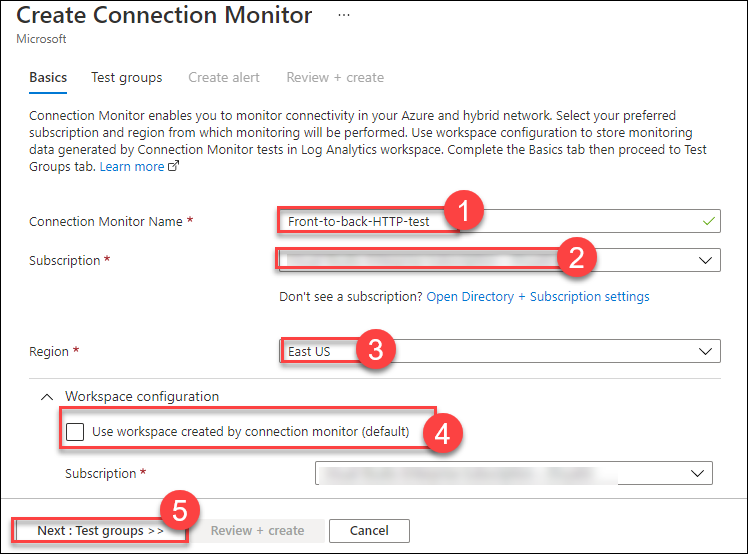 Create Connection Monitor ...
Microsoft
Basics Test groups Create alert Review + create
Connection Monitor enables you to monitor connectivity in your Azure and hybrid network. Select your preferred
subscription and region from which monitoring will be performed. Use workspace configuration to store monitoring
data generated by Connection Monitor tests in Log Analytics workspace. Complete the Basics tab then proceed to Test
Groups tab. Learn more
Connection Monitor Name * Front-to-back-HTTP-test 1
Subscription * 2
Don't see a subscription? Open Directory + Subscription settings
Region * East US 3
Workspace configuration
Use workspace created by connection monitor (default) 4
Subscription *
5
Next : Test groups >> Review + create Cancel